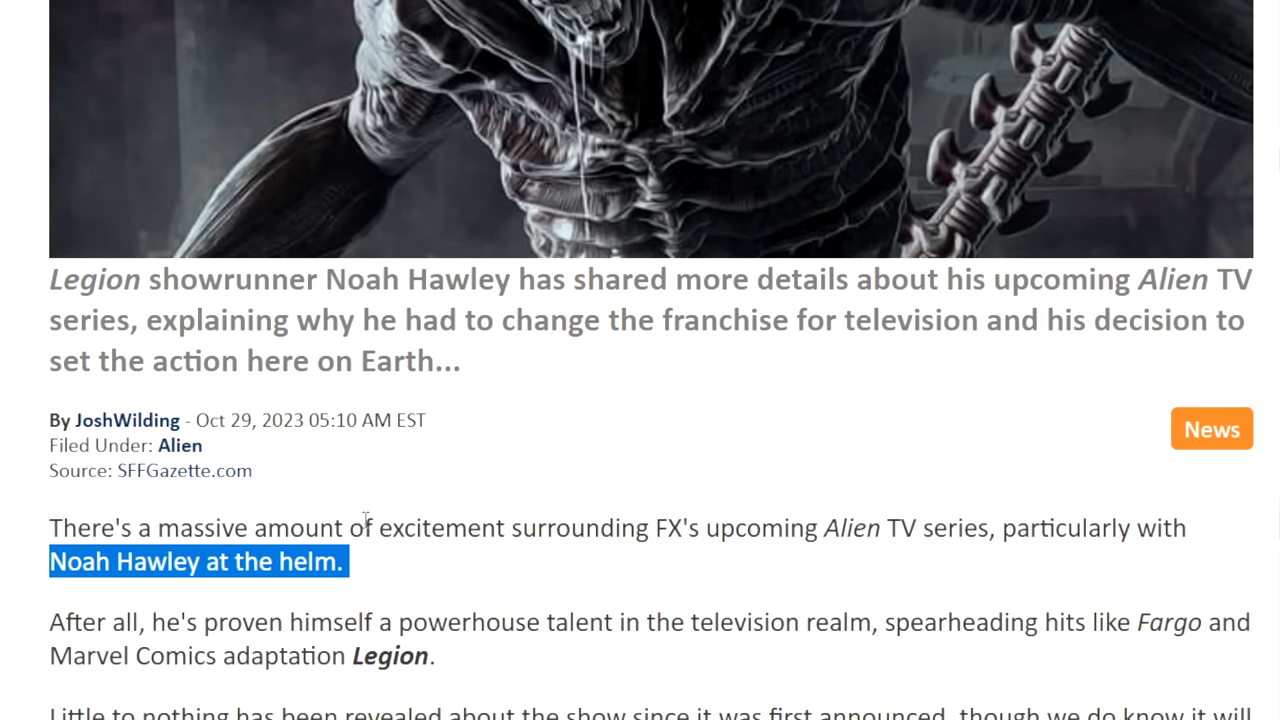 Legion showrunner Noah Hawley has shared more details about his upcoming Alien TV
series, explaining why he had to change the franchise for television and his decision to
set the action here on Earth...
By JoshWilding - Oct 29, 2023 05:10 AM EST
News
Filed Under: Alien
Source: SFFGazette.com
There's a massive amount of excitement surrounding FX's upcoming Alien TV series, particularly with
Noah Hawley at the helm.
After all, he's proven himself a powerhouse talent in the television realm, spearheading hits like Fargo and
Marvel Comics adaptation Legion.
Little to nothing has been revealed about the show since it was first announced, though we do know it will